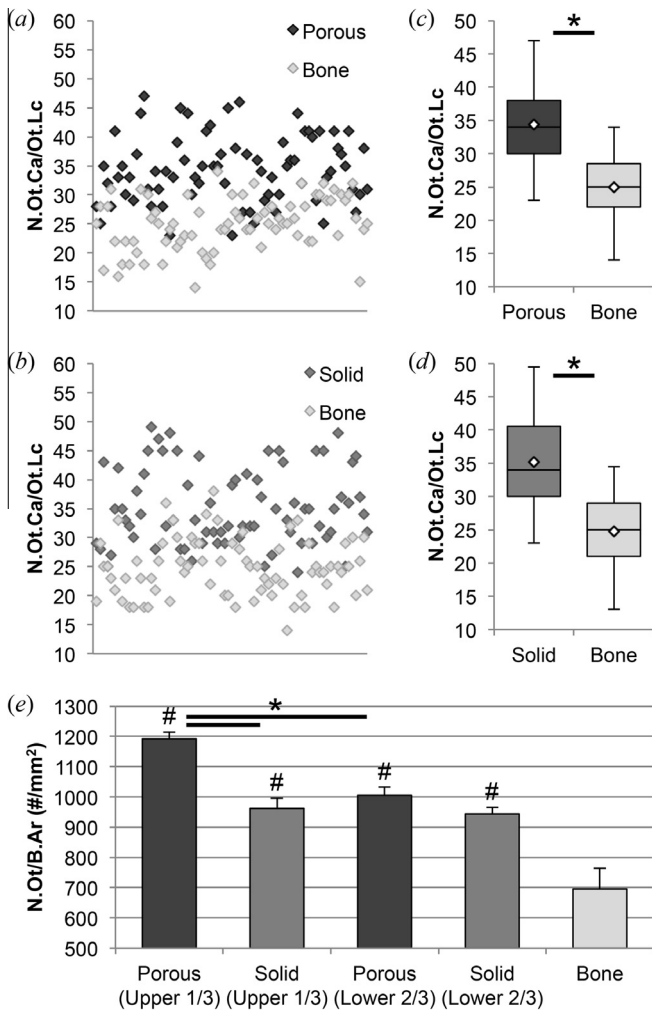 (a)
Porous
Bone
N.Ot.Ca/Ot.Lc
60
55
50
45
40
35
30
25
20
15
10
(c)
*
N.Ot.Ca/Ot.Lc
50
45
40
35
30
25
20
15
10
Porous Bone
(b)
Solid
Bone
N.Ot.Ca/Ot.Lc
60
55
50
45
40
35
30
25
20
15
10
(d)
*
N.Ot.Ca/Ot.Lc
50
45
40
35
30
25
20
15
10
Solid Bone
(e)
N.Ot/B.Ar (#/mm²)
1300
1200
1100
1000
900
800
700
600
500
*
# # # #
Porous Solid Porous Solid Bone
(Upper 1/3) (Upper 1/3) (Lower 2/3) (Lower 2/3)